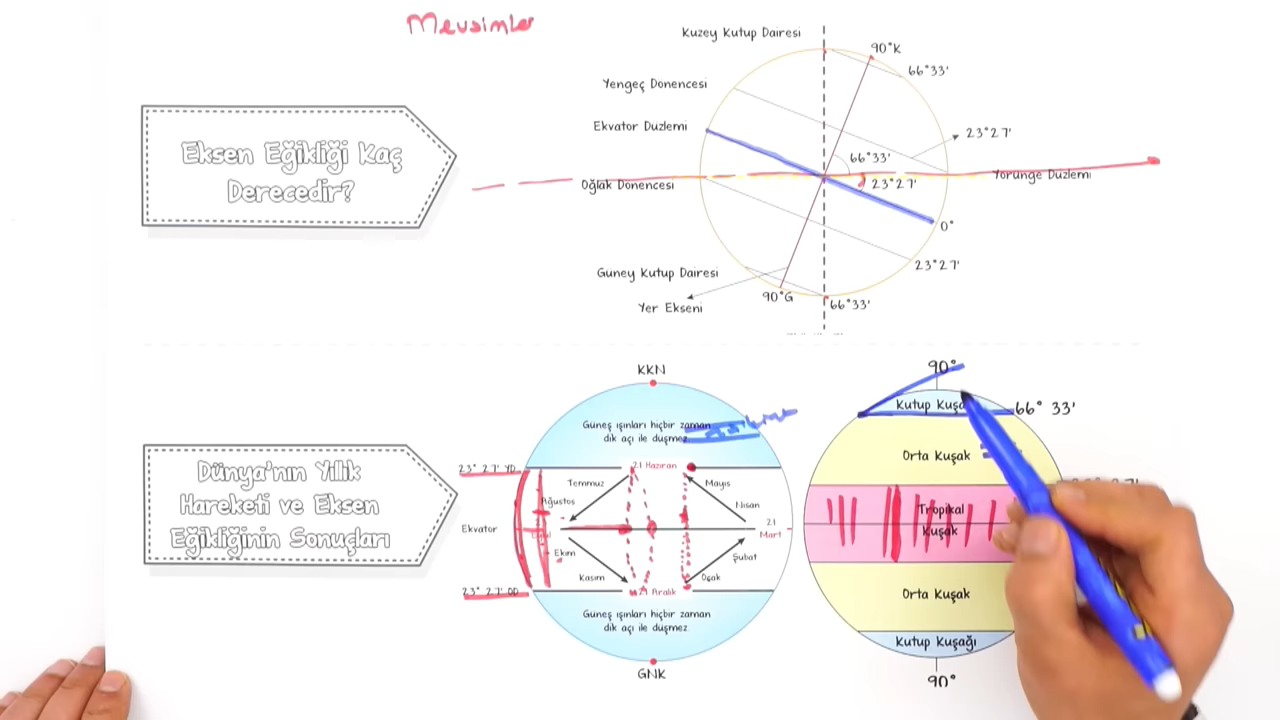 Mevsimler
Kuzey Kutup Dairesi
90°K
66°33'
Yengeç Dönencesi
Ekvator Düzlemi
23°27'
66°33'
Eksen Eğikliği Kaç
Derecedir?
Oğlak Dönencesi
23°27'
Yörünge Düzlemi
0°
23°27'
Güney Kutup Dairesi
90°G
66°33'
Yer Ekseni
KKN
90°
Güneş ışınları hiçbir zaman
dik açı ile düşmez
Kutup
66° 33'
Orta Kuşak
23° 27' YD
21 Haziran
Temmuz
Mayıs
Ağustos
Nisan
Dünya'nın Yıllık
Hareketi ve Eksen
Eğikliğinin Sonuçları
Ekvator
21
Mart
Tropikal
Kuşak
Ekim
Şubat
Kasım
Ocak
23° 27' OD
21 Aralık
Orta Kuşak
Güneş ışınları hiçbir zaman
dik açı ile düşmez
Kutup Kuşağı
GNK
90°